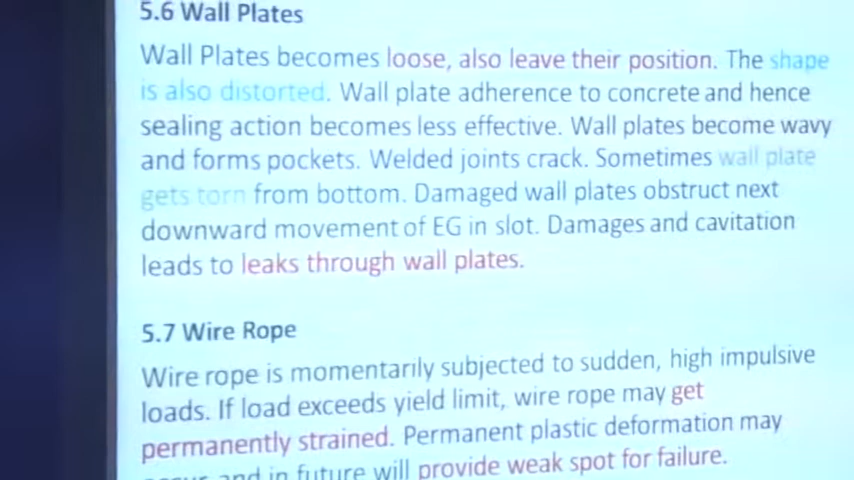 5.6 Wall Plates
Wall Plates becomes loose, also leave their position. The shape
is also distorted. Wall plate adherence to concrete and hence
sealing action becomes less effective. Wall plates become wavy
and forms pockets. Welded joints crack. Sometimes wall plate
gets torn from bottom. Damaged wall plates obstruct next
downward movement of EG in slot. Damages and cavitation
leads to leaks through wall plates.
5.7 Wire Rope
Wire rope is momentarily subjected to sudden, high impulsive
loads. If load exceeds yield limit, wire rope may get
permanently strained. Permanent plastic deformation may
occur and in future will provide weak spot for failure.